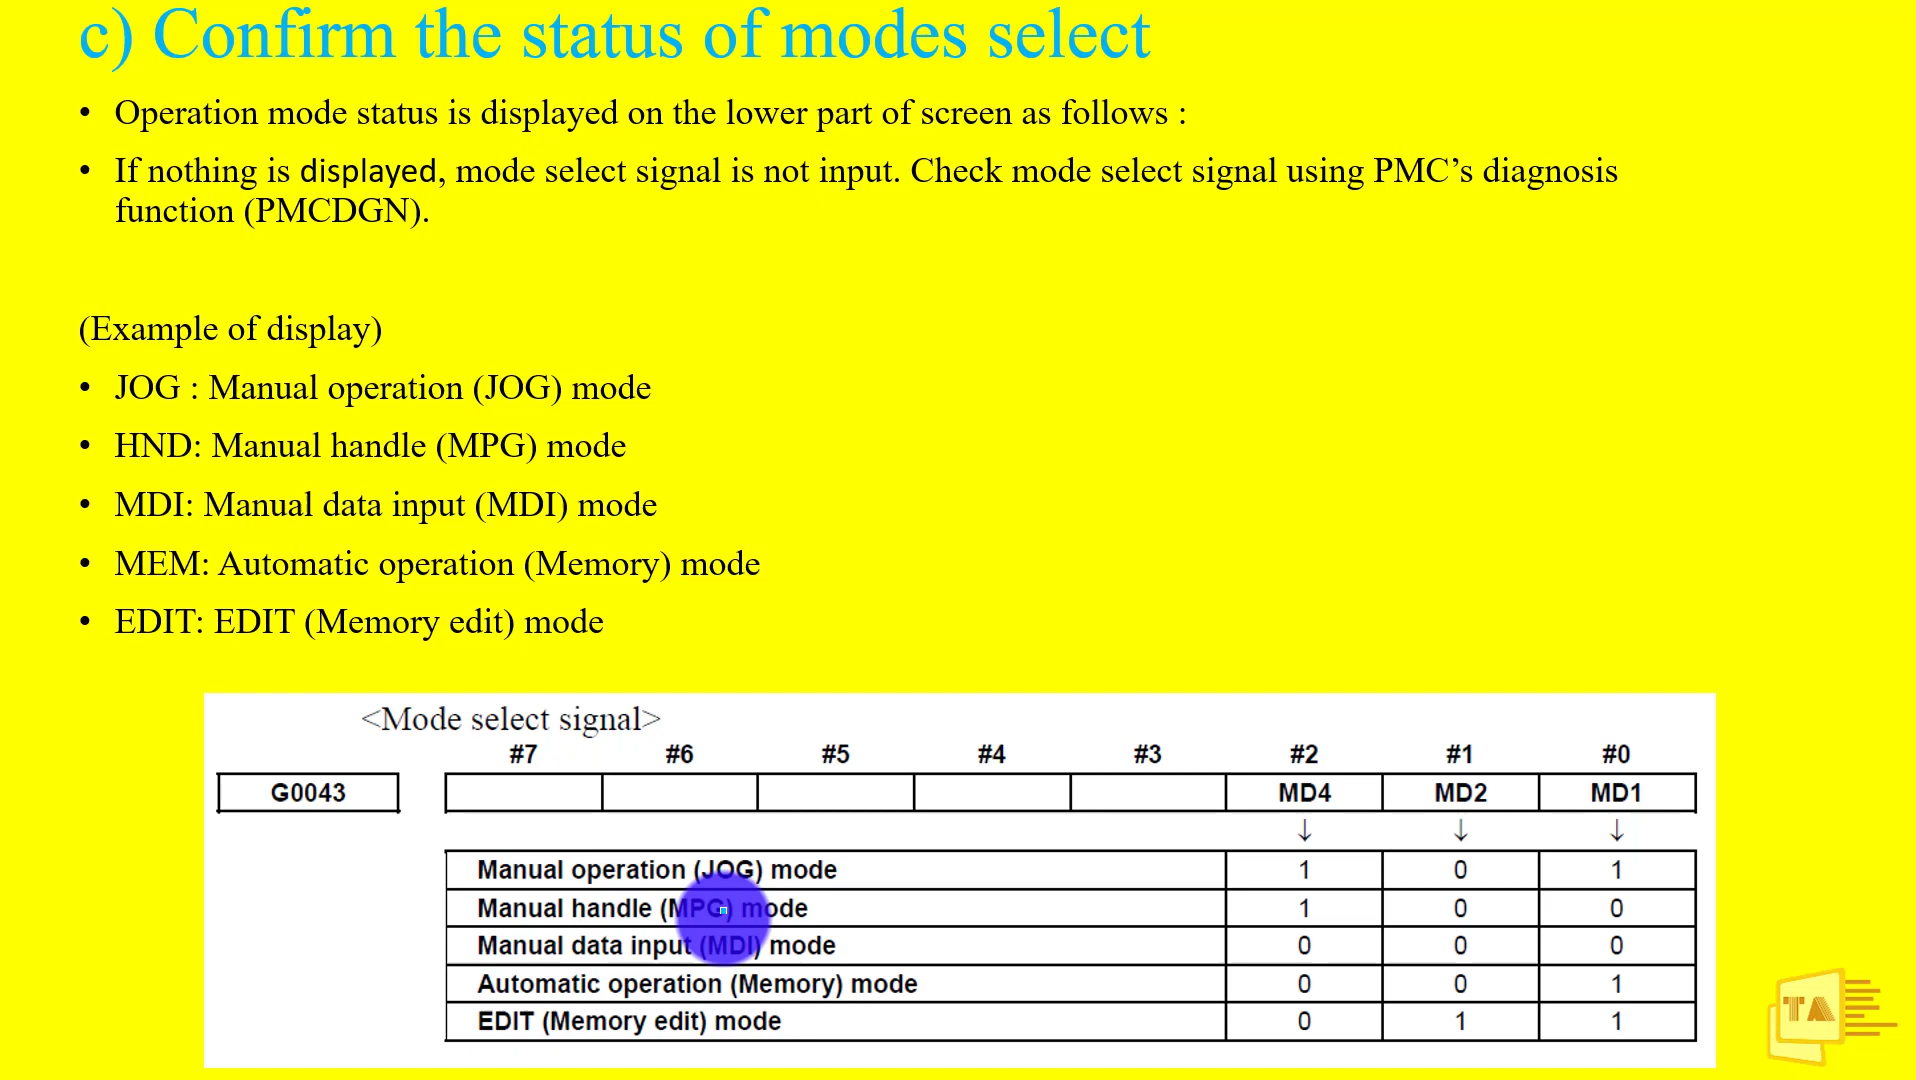 c) Confirm the status of modes select
• Operation mode status is displayed on the lower part of screen as follows :
• If nothing is displayed, mode select signal is not input. Check mode select signal using PMC’s diagnosis
function (PMCDGN).
(Example of display)
• JOG : Manual operation (JOG) mode
• HND: Manual handle (MPG) mode
• MDI: Manual data input (MDI) mode
• MEM: Automatic operation (Memory) mode
• EDIT: EDIT (Memory edit) mode
<Mode select signal>
#7 #6 #5 #4 #3 #2 #1 #0
G0043 MD4 MD2 MD1
↓ ↓ ↓
Manual operation (JOG) mode 1 0 1
Manual handle (MPG) mode 1 0 0
Manual data input (MDI) mode 0 0 0
Automatic operation (Memory) mode 0 0 1
EDIT (Memory edit) mode 0 1 1
TA